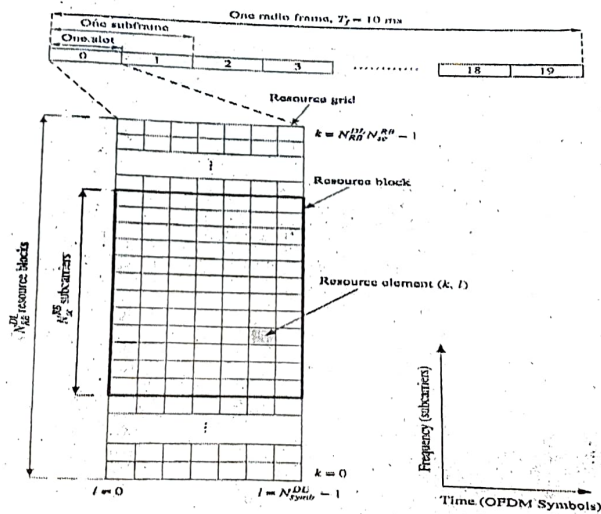 One radio frame, T_f = 10 ms
One subframe
One slot
0 1 2 3 ............ 18 19
Resource grid
k = N_RB^DL N_sc^RB − 1
Resource block
N_RB^DL resource blocks
N_sc^RB subcarriers
Resource element (k, l)
k = 0
l = 0
l = N_symb^DL − 1
Frequency (subcarriers)
Time (OFDM Symbols)